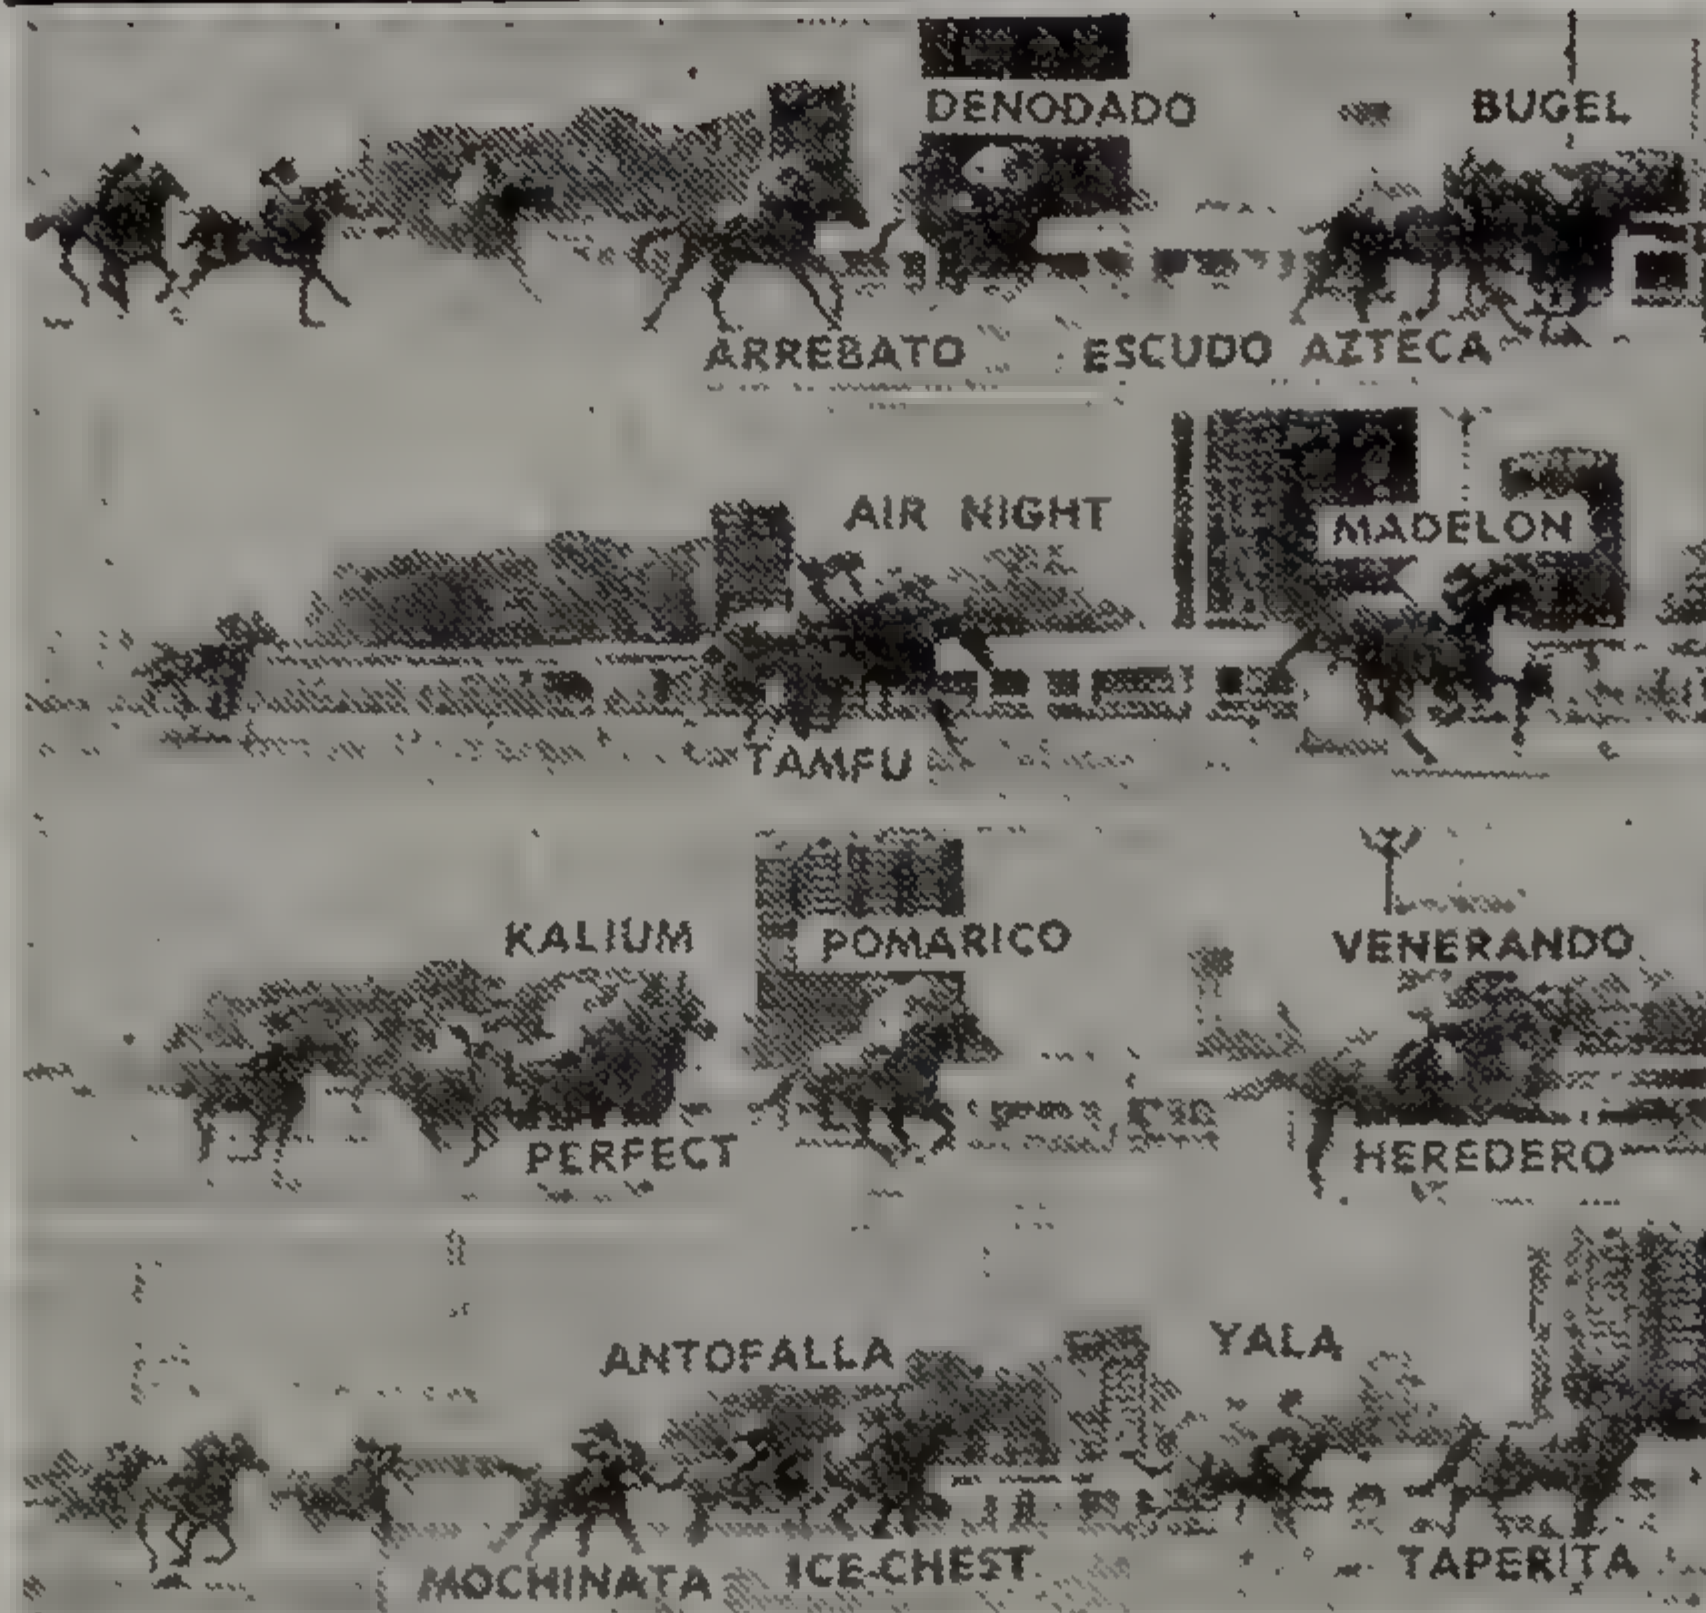 DENODADO BUGEL
ARREBATO ESCUDO AZTECA
AIR NIGHT MADELON
TAMFU
KALIUM POMARICO VENERANDO
PERFECT HEREDERO
ANTOFALLA YALA
MOCHINATA ICE-CHEST TAPERITA